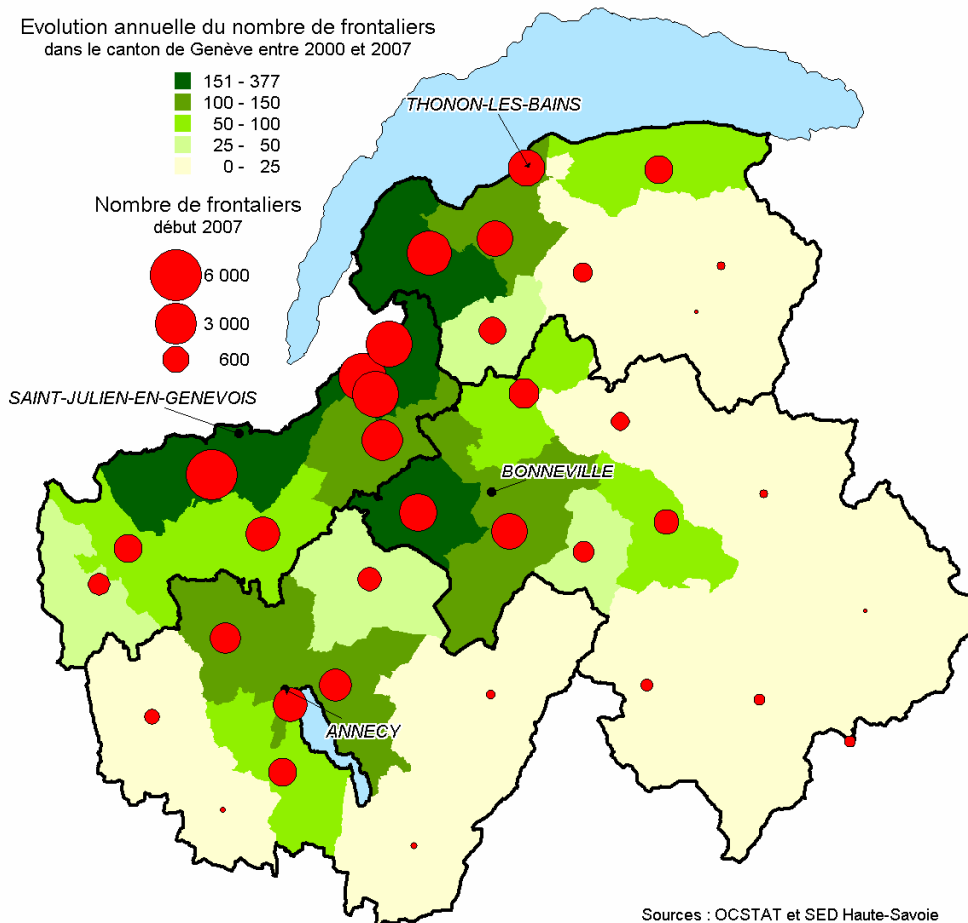 Evolution annuelle du nombre de frontaliers
dans le canton de Genève entre 2000 et 2007
151 - 377
100 - 150
50 - 100
25 - 50
0 - 25
Nombre de frontaliers
début 2007
6 000
3 000
600
THONON-LES-BAINS
SAINT-JULIEN-EN-GENEVOIS
BONNEVILLE
ANNECY
Sources : OCSTAT et SED Haute-Savoie